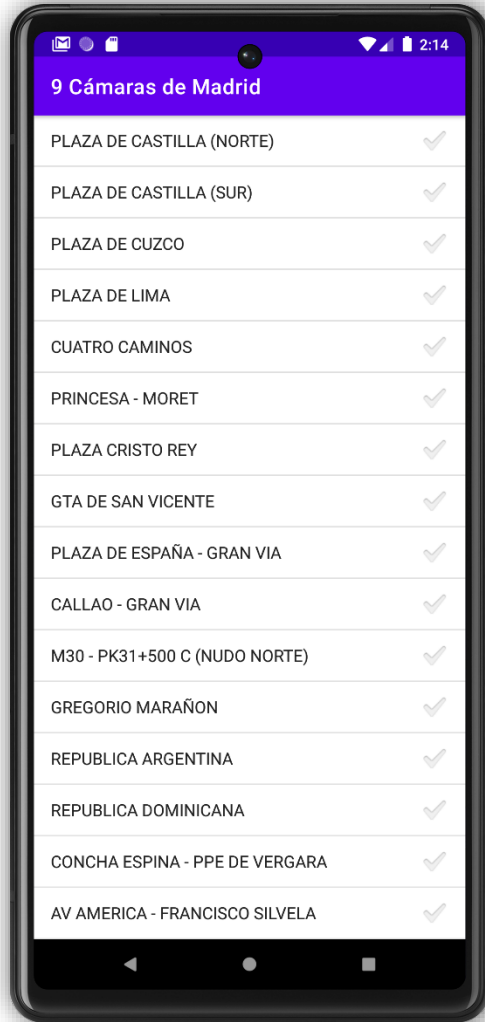 2:14
9 Cámaras de Madrid
PLAZA DE CASTILLA (NORTE)
PLAZA DE CASTILLA (SUR)
PLAZA DE CUZCO
PLAZA DE LIMA
CUATRO CAMINOS
PRINCESA - MORET
PLAZA CRISTO REY
GTA DE SAN VICENTE
PLAZA DE ESPAÑA - GRAN VIA
CALLAO - GRAN VIA
M30 - PK31+500 C (NUDO NORTE)
GREGORIO MARAÑON
REPUBLICA ARGENTINA
REPUBLICA DOMINICANA
CONCHA ESPINA - PPE DE VERGARA
AV AMERICA - FRANCISCO SILVELA